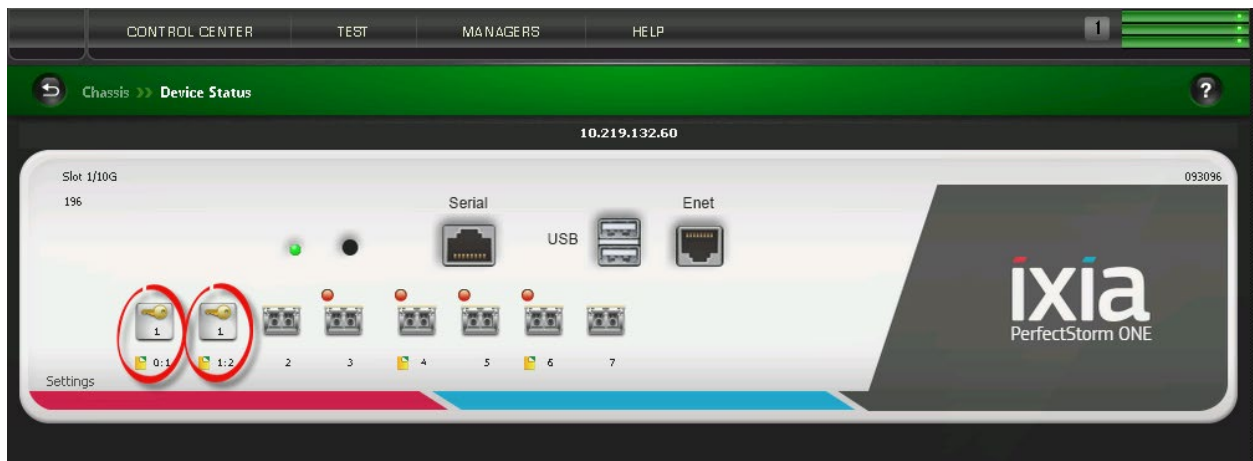 CONTROL CENTER TEST MANAGERS HELP 1
Chassis >> Device Status ?
10.219.132.60
Slot 1/10G 093096
196
Serial
USB
Enet
1 1
0:1 1:2 2 3 4 5 6 7
Settings
ixia
PerfectStorm ONE